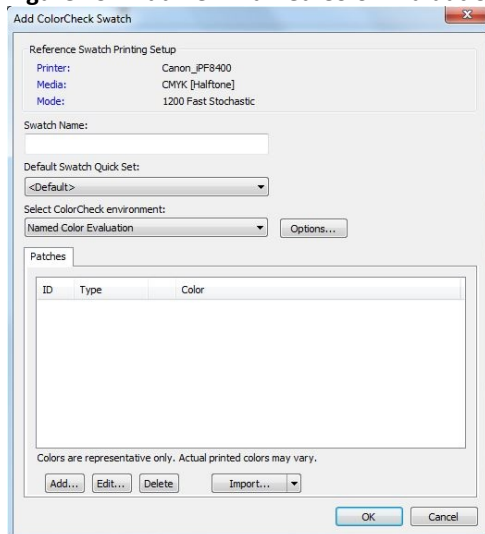 Add ColorCheck Swatch
Reference Swatch Printing Setup
Printer: Canon_iPF8400
Media: CMYK [Halftone]
Mode: 1200 Fast Stochastic
Swatch Name:
Default Swatch Quick Set:
<Default>
Select ColorCheck environment:
Named Color Evaluation Options...
Patches
ID Type Color
Colors are representative only. Actual printed colors may vary.
Add... Edit... Delete Import...
OK Cancel